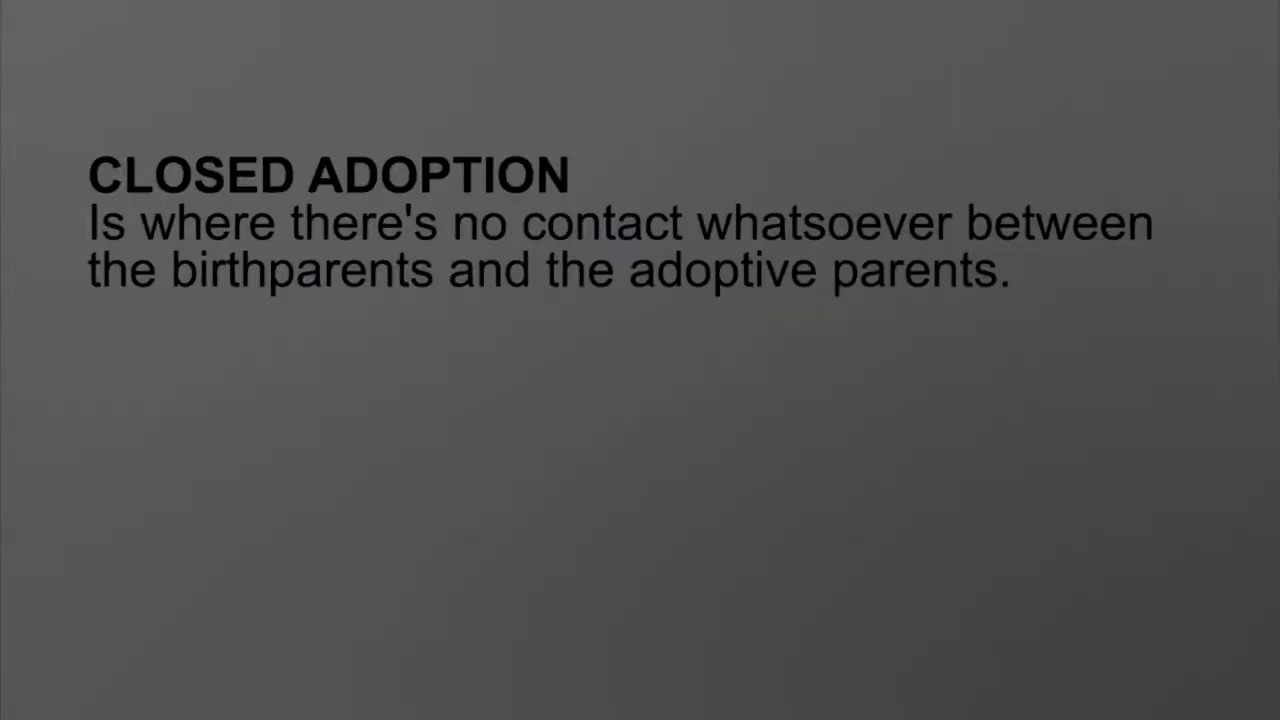 CLOSED ADOPTION
Is where there's no contact whatsoever between
the birthparents and the adoptive parents.